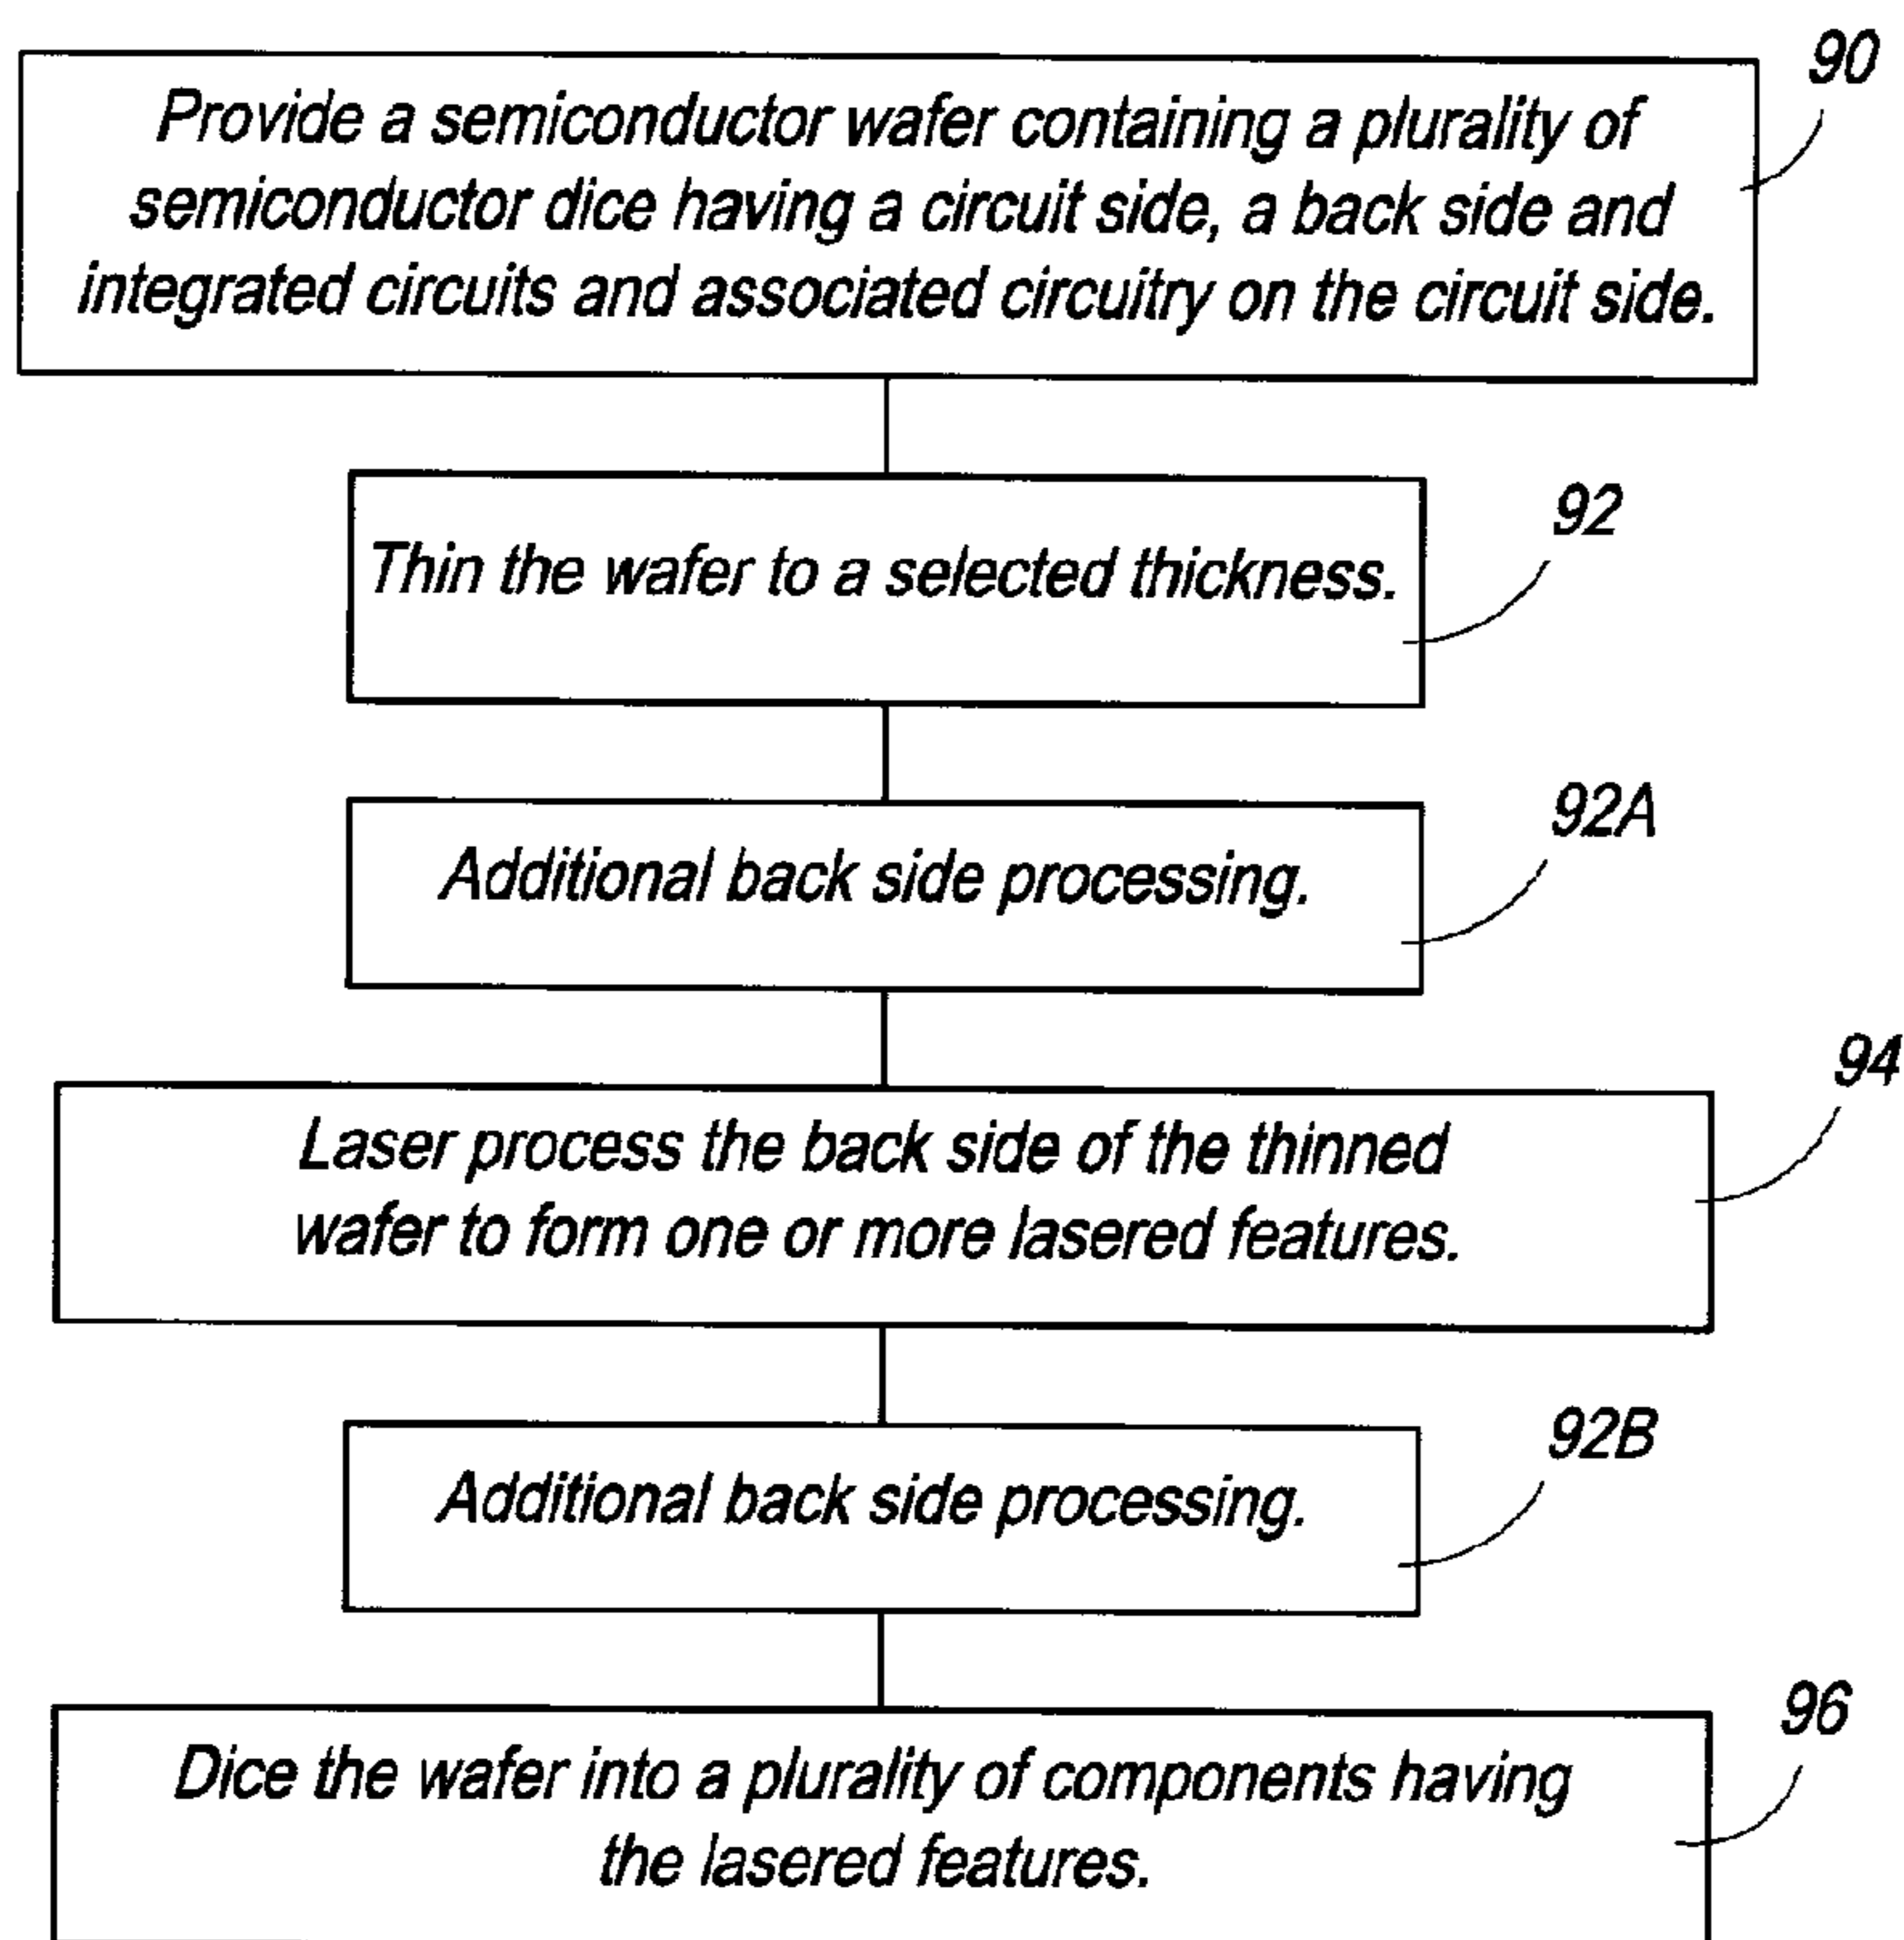 90
Provide a semiconductor wafer containing a plurality of
semiconductor dice having a circuit side, a back side and
integrated circuits and associated circuitry on the circuit side.
92
Thin the wafer to a selected thickness.
92A
Additional back side processing.
94
Laser process the back side of the thinned
wafer to form one or more lasered features.
92B
Additional back side processing.
96
Dice the wafer into a plurality of components having
the lasered features.